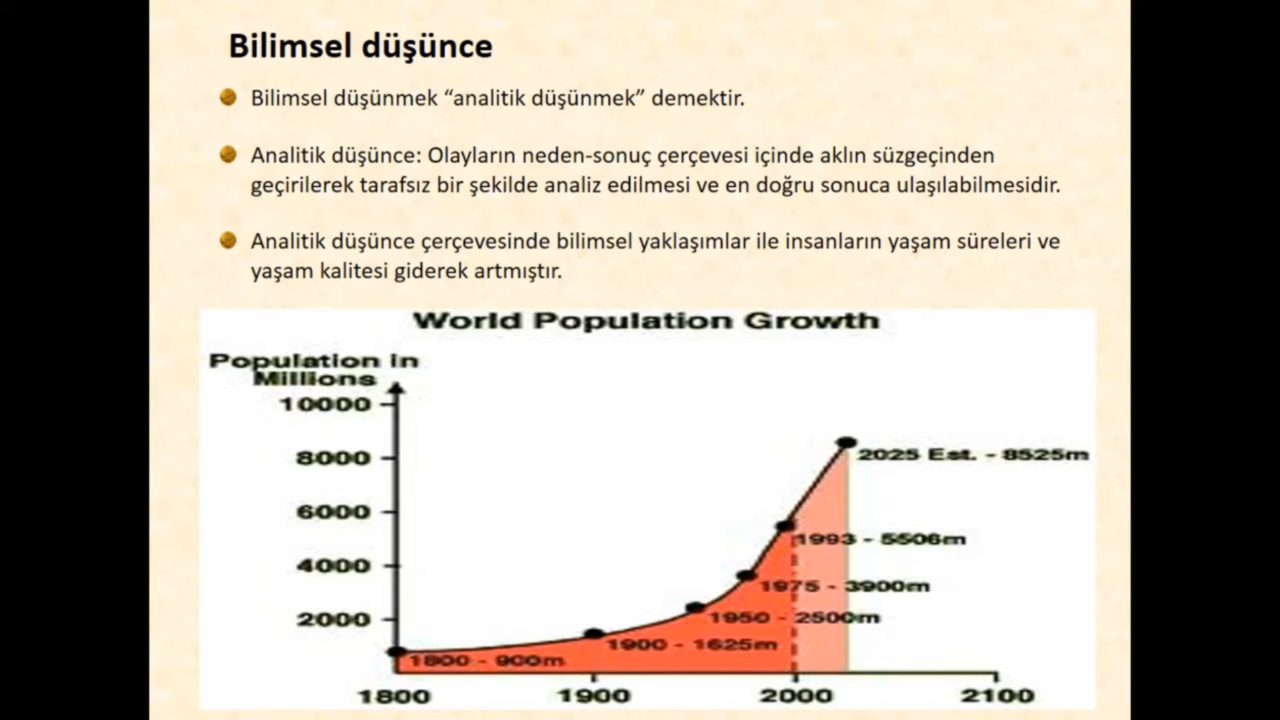 Bilimsel düşünce
Bilimsel düşünmek “analitik düşünmek” demektir.
Analitik düşünce: Olayların neden-sonuç çerçevesi içinde aklın süzgeçinden
geçirilerek tarafsız bir şekilde analiz edilmesi ve en doğru sonuca ulaşılabilmesidir.
Analitik düşünce çerçevesinde bilimsel yaklaşımlar ile insanların yaşam süreleri ve
yaşam kalitesi giderek artmıştır.
World Population Growth
Population in
Millions
10000
8000
2025 Est. - 8525m
6000
1993 - 5506m
4000
1975 - 3900m
2000
1950 - 2500m
1900 - 1625m
1800 - 900m
1800 1900 2000 2100